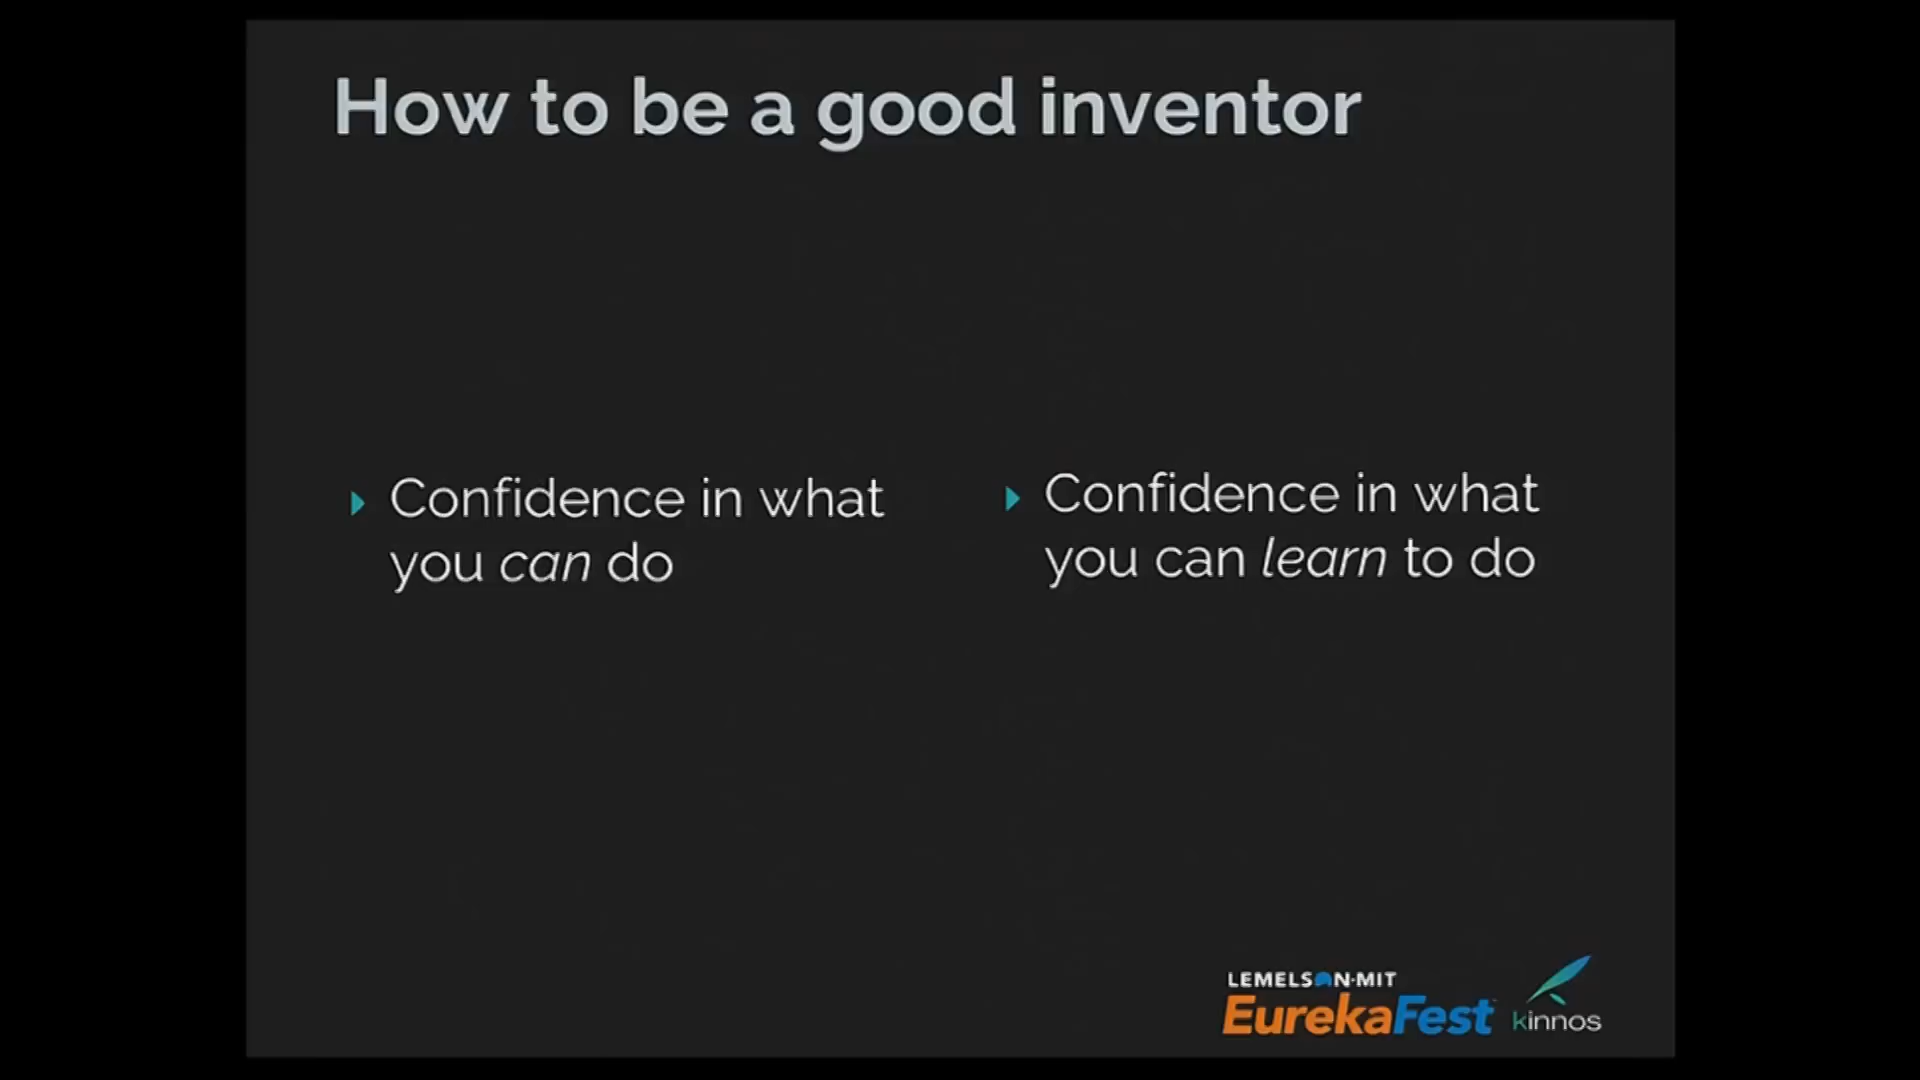 How to be a good inventor
Confidence in what
you can do
Confidence in what
you can learn to do
LEMELSON-MIT
EurekaFest
kinnos